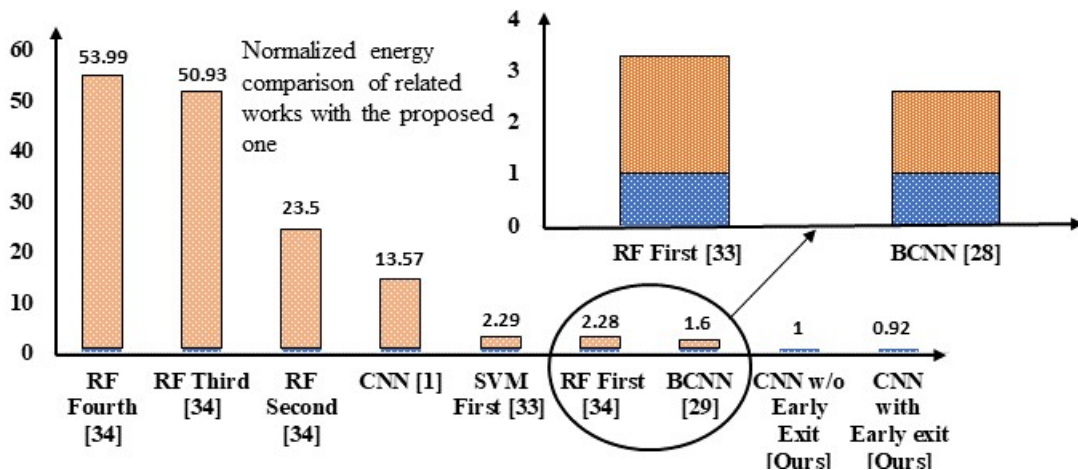 60
50
40
30
20
10
0
53.99
50.93
23.5
13.57
2.29
2.28
1.6
1
0.92
Normalized energy
comparison of related
works with the proposed
one
RF
Fourth
[34]
RF Third
[34]
RF
Second
[34]
CNN [1]
SVM
First [33]
RF First
[34]
BCNN
[29]
CNN w/o
Early
Exit
[Ours]
CNN
with
Early exit
[Ours]
4
3
2
1
0
RF First [33]
BCNN [28]